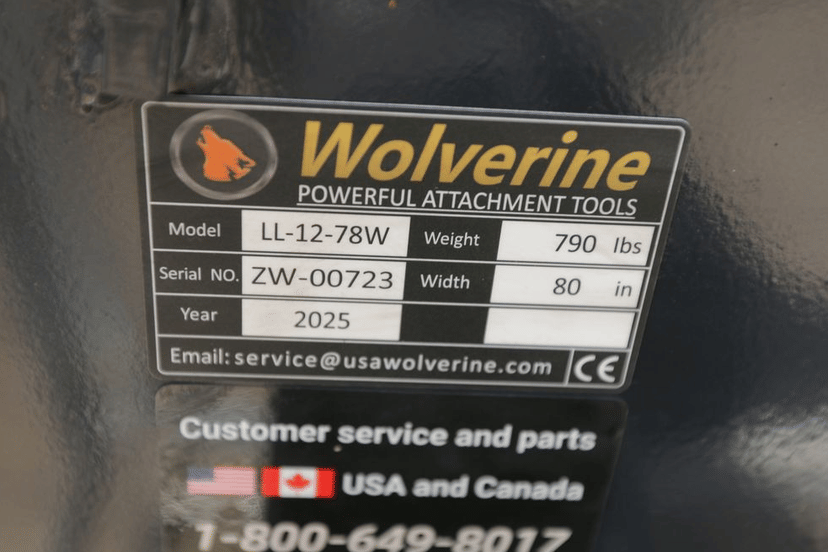 Wolverine
POWERFUL ATTACHMENT TOOLS
Model LL-12-78W Weight 790 lbs
Serial NO. ZW-00723 Width 80 in
Year 2025
Email: service@usawolverine.com CE
Customer service and parts
USA and Canada
1-800-649-8017